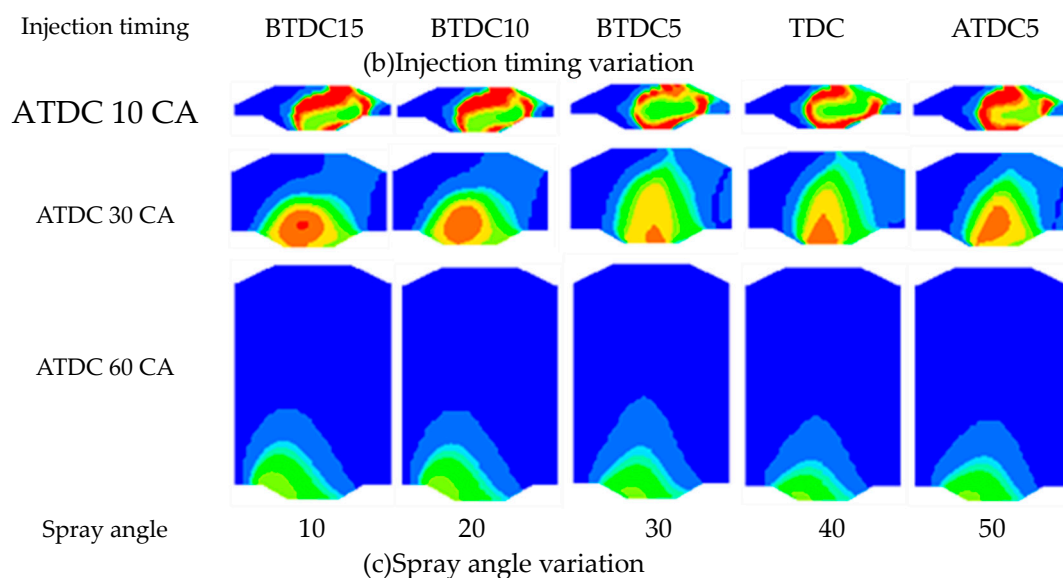 Injection timing BTDC15 BTDC10 BTDC5 TDC ATDC5
(b)Injection timing variation
ATDC 10 CA
ATDC 30 CA
ATDC 60 CA
Spray angle 10 20 30 40 50
(c)Spray angle variation